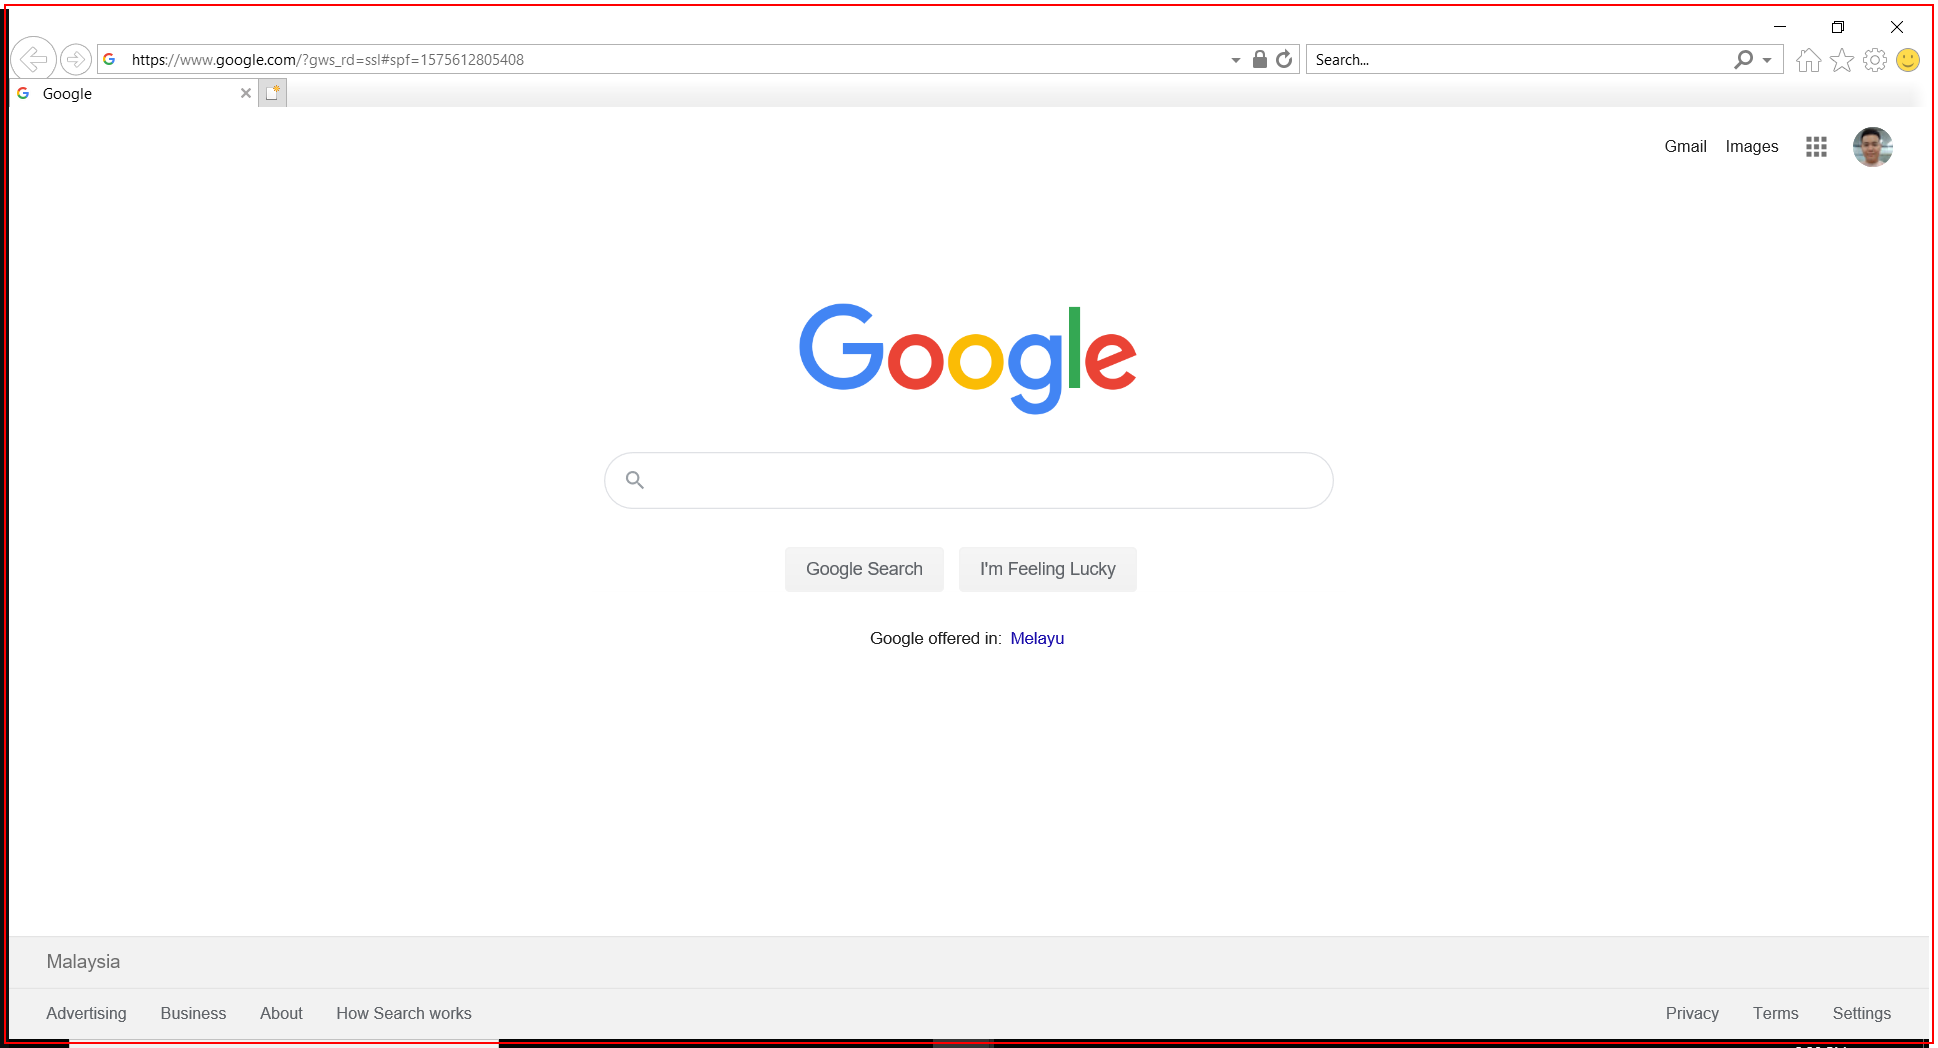 https://www.google.com/?gws_rd=ssl#spf=1575612805408
Search...
Google
Gmail Images
Google
Google Search I'm Feeling Lucky
Google offered in: Melayu
Malaysia
Advertising Business About How Search works Privacy Terms Settings